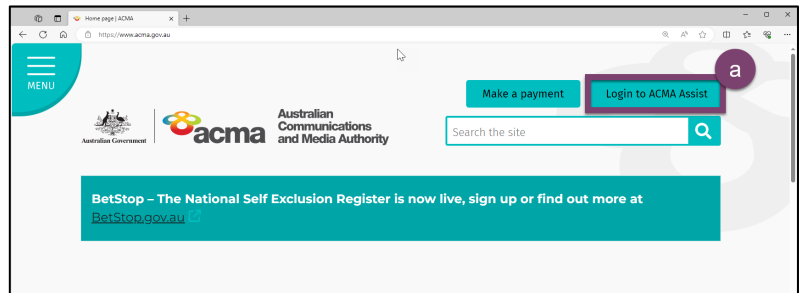 Home page | ACMA
https://www.acma.gov.au
MENU
a
Make a payment
Login to ACMA Assist
Australian Government
acma
Australian
Communications
and Media Authority
Search the site
BetStop – The National Self Exclusion Register is now live, sign up or find out more at
BetStop.gov.au